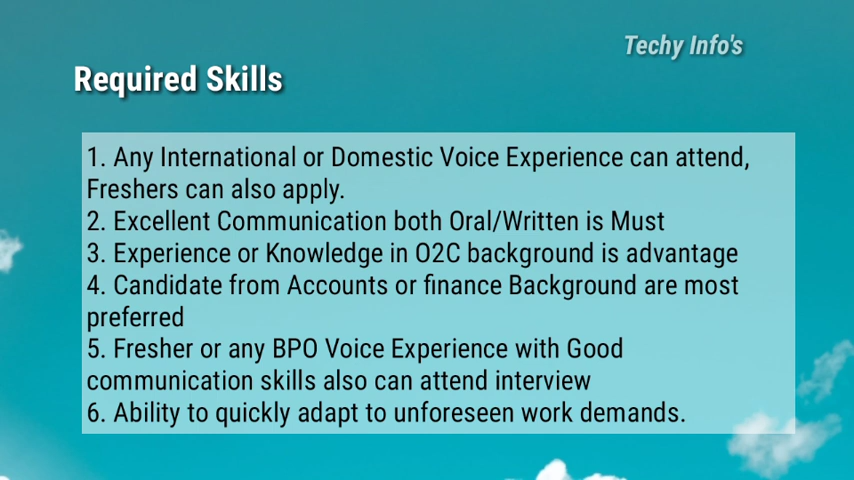 Techy Info's
Required Skills
1. Any International or Domestic Voice Experience can attend,
Freshers can also apply.
2. Excellent Communication both Oral/Written is Must
3. Experience or Knowledge in O2C background is advantage
4. Candidate from Accounts or finance Background are most
preferred
5. Fresher or any BPO Voice Experience with Good
communication skills also can attend interview
6. Ability to quickly adapt to unforeseen work demands.